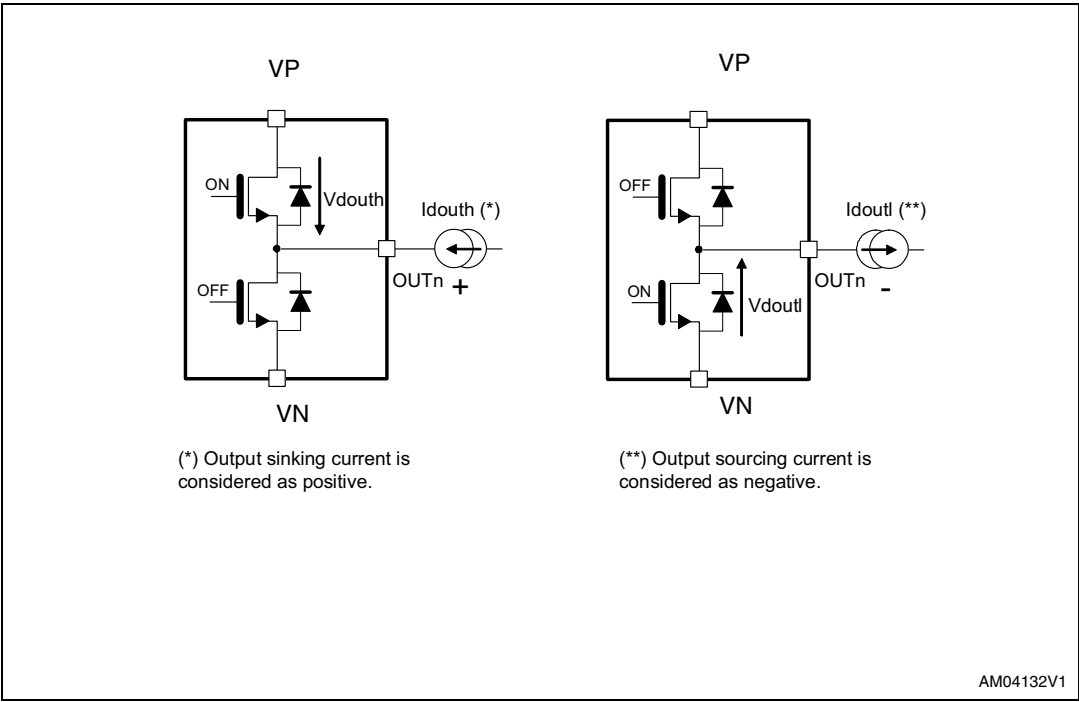 VP
ON
Vdouth
Idouth (*)
OFF
OUTn +
VN
(*) Output sinking current is
considered as positive.
VP
OFF
Idoutl (**)
ON
Vdoutl
OUTn -
VN
(**) Output sourcing current is
considered as negative.
AM04132V1